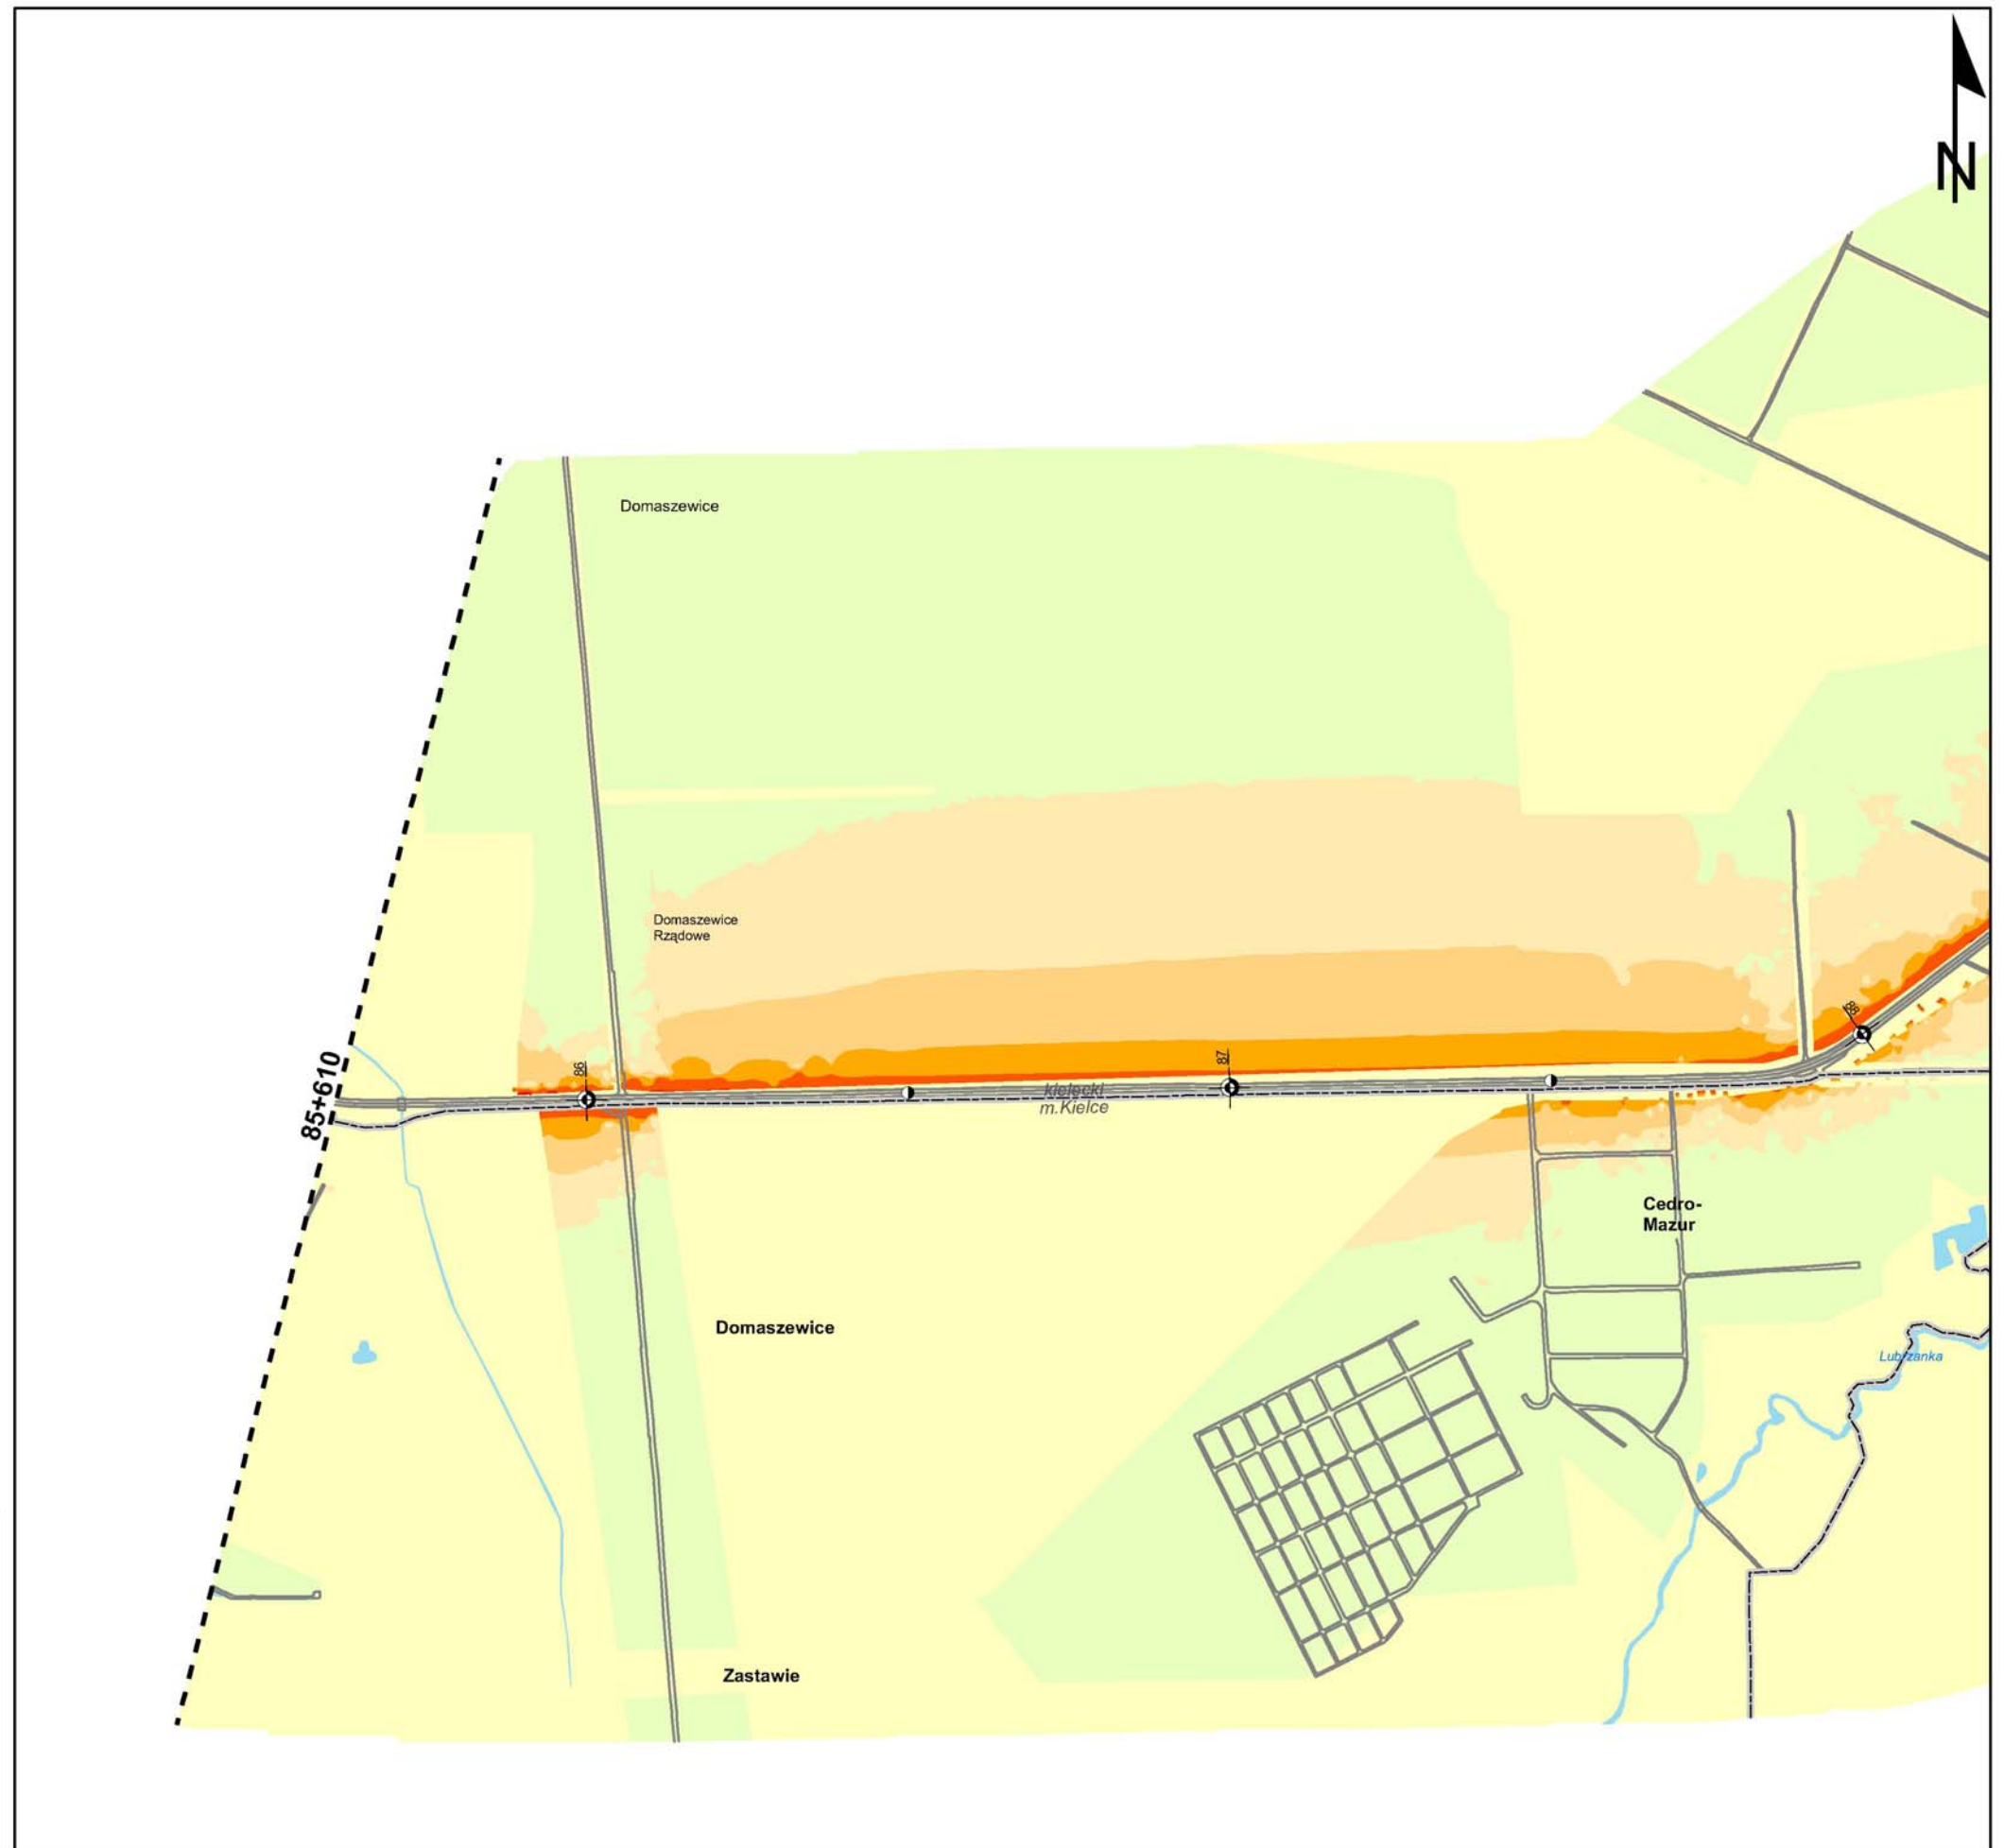 N
Domaszewice
Domaszewice
Rządowe
88
87
86
85+610
kielecki
m.Kielce
Cedro-
Mazur
Domaszewice
Lubrzanka
Zastawie